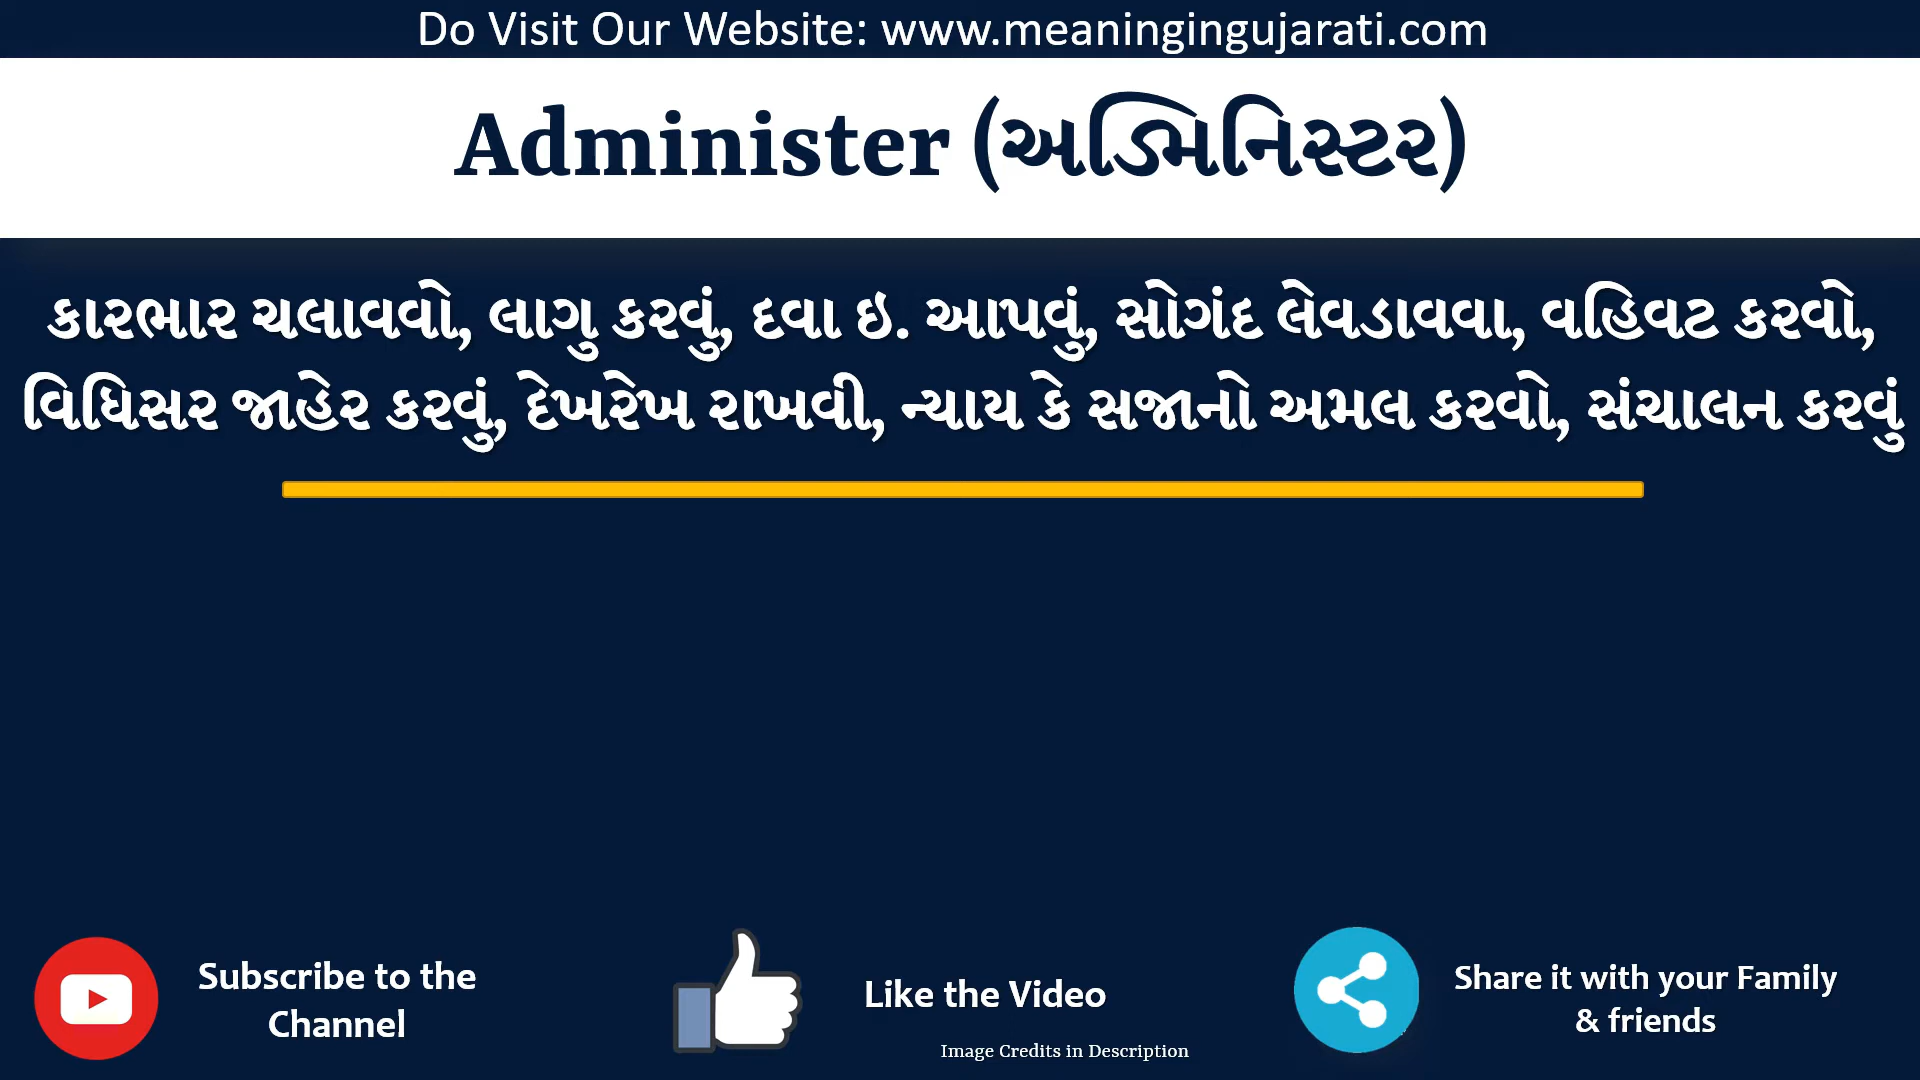 Do Visit Our Website: www.meaningingujarati.com
Administer (અડ્મિનિસ્ટર)
કારભાર ચલાવવો, લાગુ કરવું, દવા ઇ. આપવું, સોગંદ લેવડાવવા, વહિવટ કરવો,
વિધિસર જાહેર કરવું, દેખરેખ રાખવી, ન્યાય કે સજાનો અમલ કરવો, સંચાલન કરવું
Subscribe to the
Channel
Like the Video
Share it with your Family
& friends
Image Credits in Description